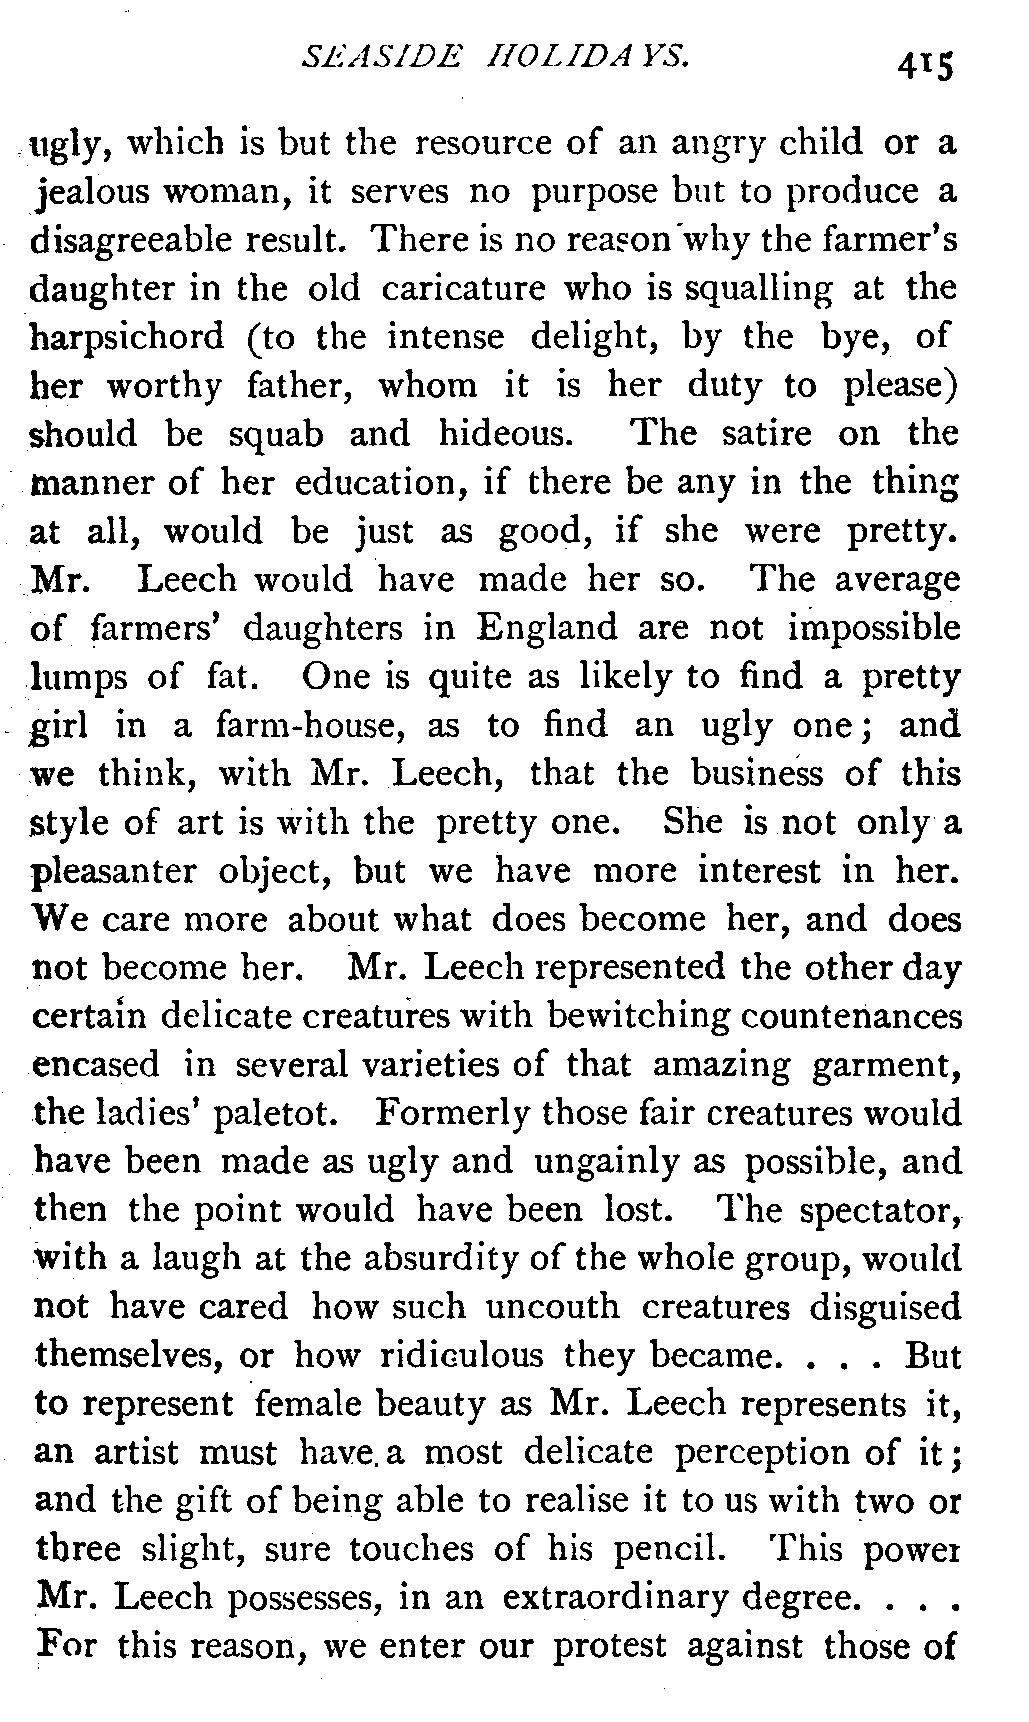 SEASIDE HOLIDAYS. 415
ugly, which is but the resource of an angry child or a
jealous woman, it serves no purpose but to produce a
disagreeable result. There is no reason why the farmer's
daughter in the old caricature who is squalling at the
harpsichord (to the intense delight, by the bye, of
her worthy father, whom it is her duty to please)
should be squab and hideous. The satire on the
manner of her education, if there be any in the thing
at all, would be just as good, if she were pretty.
Mr. Leech would have made her so. The average
of farmers' daughters in England are not impossible
lumps of fat. One is quite as likely to find a pretty
girl in a farm-house, as to find an ugly one; and
we think, with Mr. Leech, that the business of this
style of art is with the pretty one. She is not only a
pleasanter object, but we have more interest in her.
We care more about what does become her, and does
not become her. Mr. Leech represented the other day
certain delicate creatures with bewitching countenances
encased in several varieties of that amazing garment,
the ladies' paletot. Formerly those fair creatures would
have been made as ugly and ungainly as possible, and
then the point would have been lost. The spectator,
with a laugh at the absurdity of the whole group, would
not have cared how such uncouth creatures disguised
themselves, or how ridiculous they became. . . . But
to represent female beauty as Mr. Leech represents it,
an artist must have a most delicate perception of it;
and the gift of being able to realise it to us with two or
three slight, sure touches of his pencil. This power
Mr. Leech possesses, in an extraordinary degree. . . .
For this reason, we enter our protest against those of